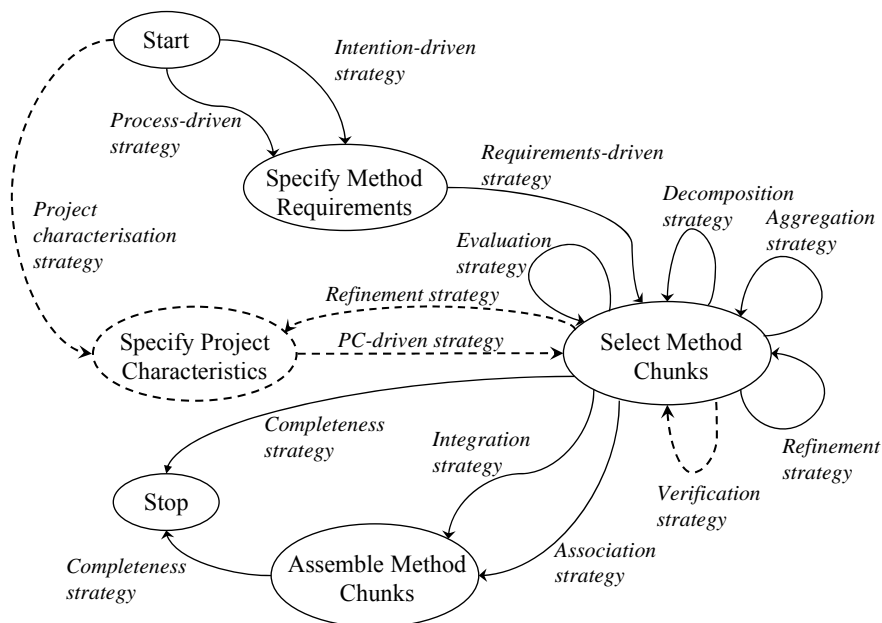 Start
Intention-driven
strategy
Process-driven
strategy
Specify Method
Requirements
Requirements-driven
strategy
Decomposition
strategy
Aggregation
strategy
Project
characterisation
strategy
Evaluation
strategy
Refinement strategy
Specify Project
Characteristics
PC-driven strategy
Select Method
Chunks
Completeness
strategy
Integration
strategy
Refinement
strategy
Verification
strategy
Stop
Association
strategy
Completeness
strategy
Assemble Method
Chunks